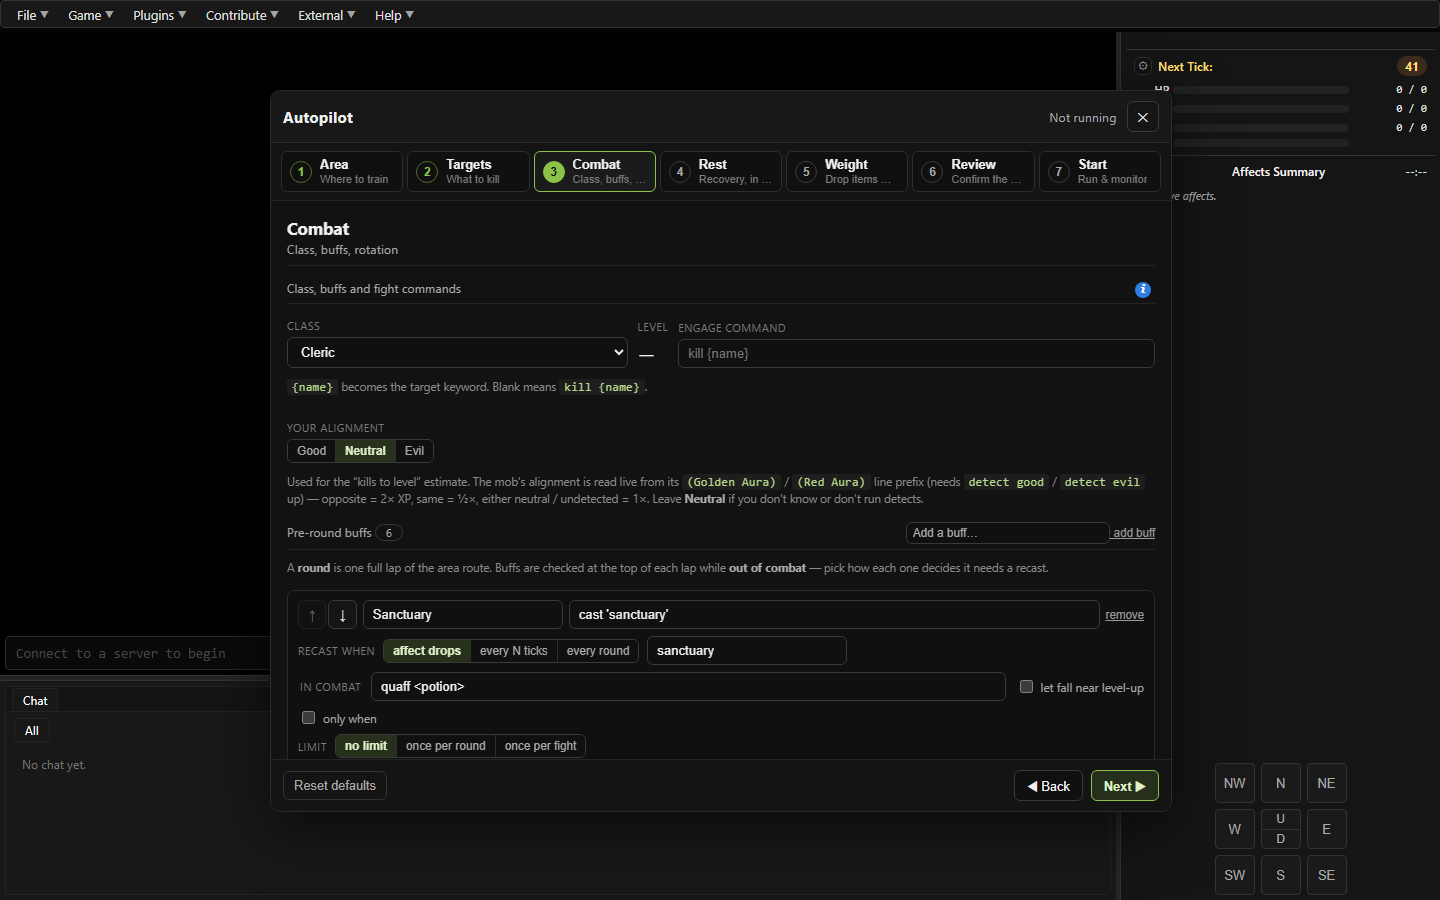 File ▼ Game ▼ Plugins ▼ Contribute ▼ External ▼ Help ▼
Next Tick: 41
HP 0 / 0
0 / 0
0 / 0
Affects Summary --:--
ve affects.
Autopilot Not running ✕
1 Area Where to train
2 Targets What to kill
3 Combat Class, buffs, ...
4 Rest Recovery, in ...
5 Weight Drop items ...
6 Review Confirm the ...
7 Start Run & monitor
Combat
Class, buffs, rotation
Class, buffs and fight commands i
CLASS LEVEL ENGAGE COMMAND
Cleric — kill {name}
{name} becomes the target keyword. Blank means kill {name}.
YOUR ALIGNMENT
Good Neutral Evil
Used for the “kills to level” estimate. The mob's alignment is read live from its (Golden Aura) / (Red Aura) line prefix (needs detect good / detect evil
up) — opposite = 2× XP, same = ½×, either neutral / undetected = 1×. Leave Neutral if you don't know or don't run detects.
Pre-round buffs 6 Add a buff... add buff
A round is one full lap of the area route. Buffs are checked at the top of each lap while out of combat — pick how each one decides it needs a recast.
↑ ↓ Sanctuary cast 'sanctuary' remove
RECAST WHEN affect drops every N ticks every round sanctuary
IN COMBAT quaff <potion> let fall near level-up
only when
LIMIT no limit once per round once per fight
Reset defaults ◀ Back Next ▶
Connect to a server to begin
Chat
All
No chat yet.
NW N NE
W U D E
SW S SE